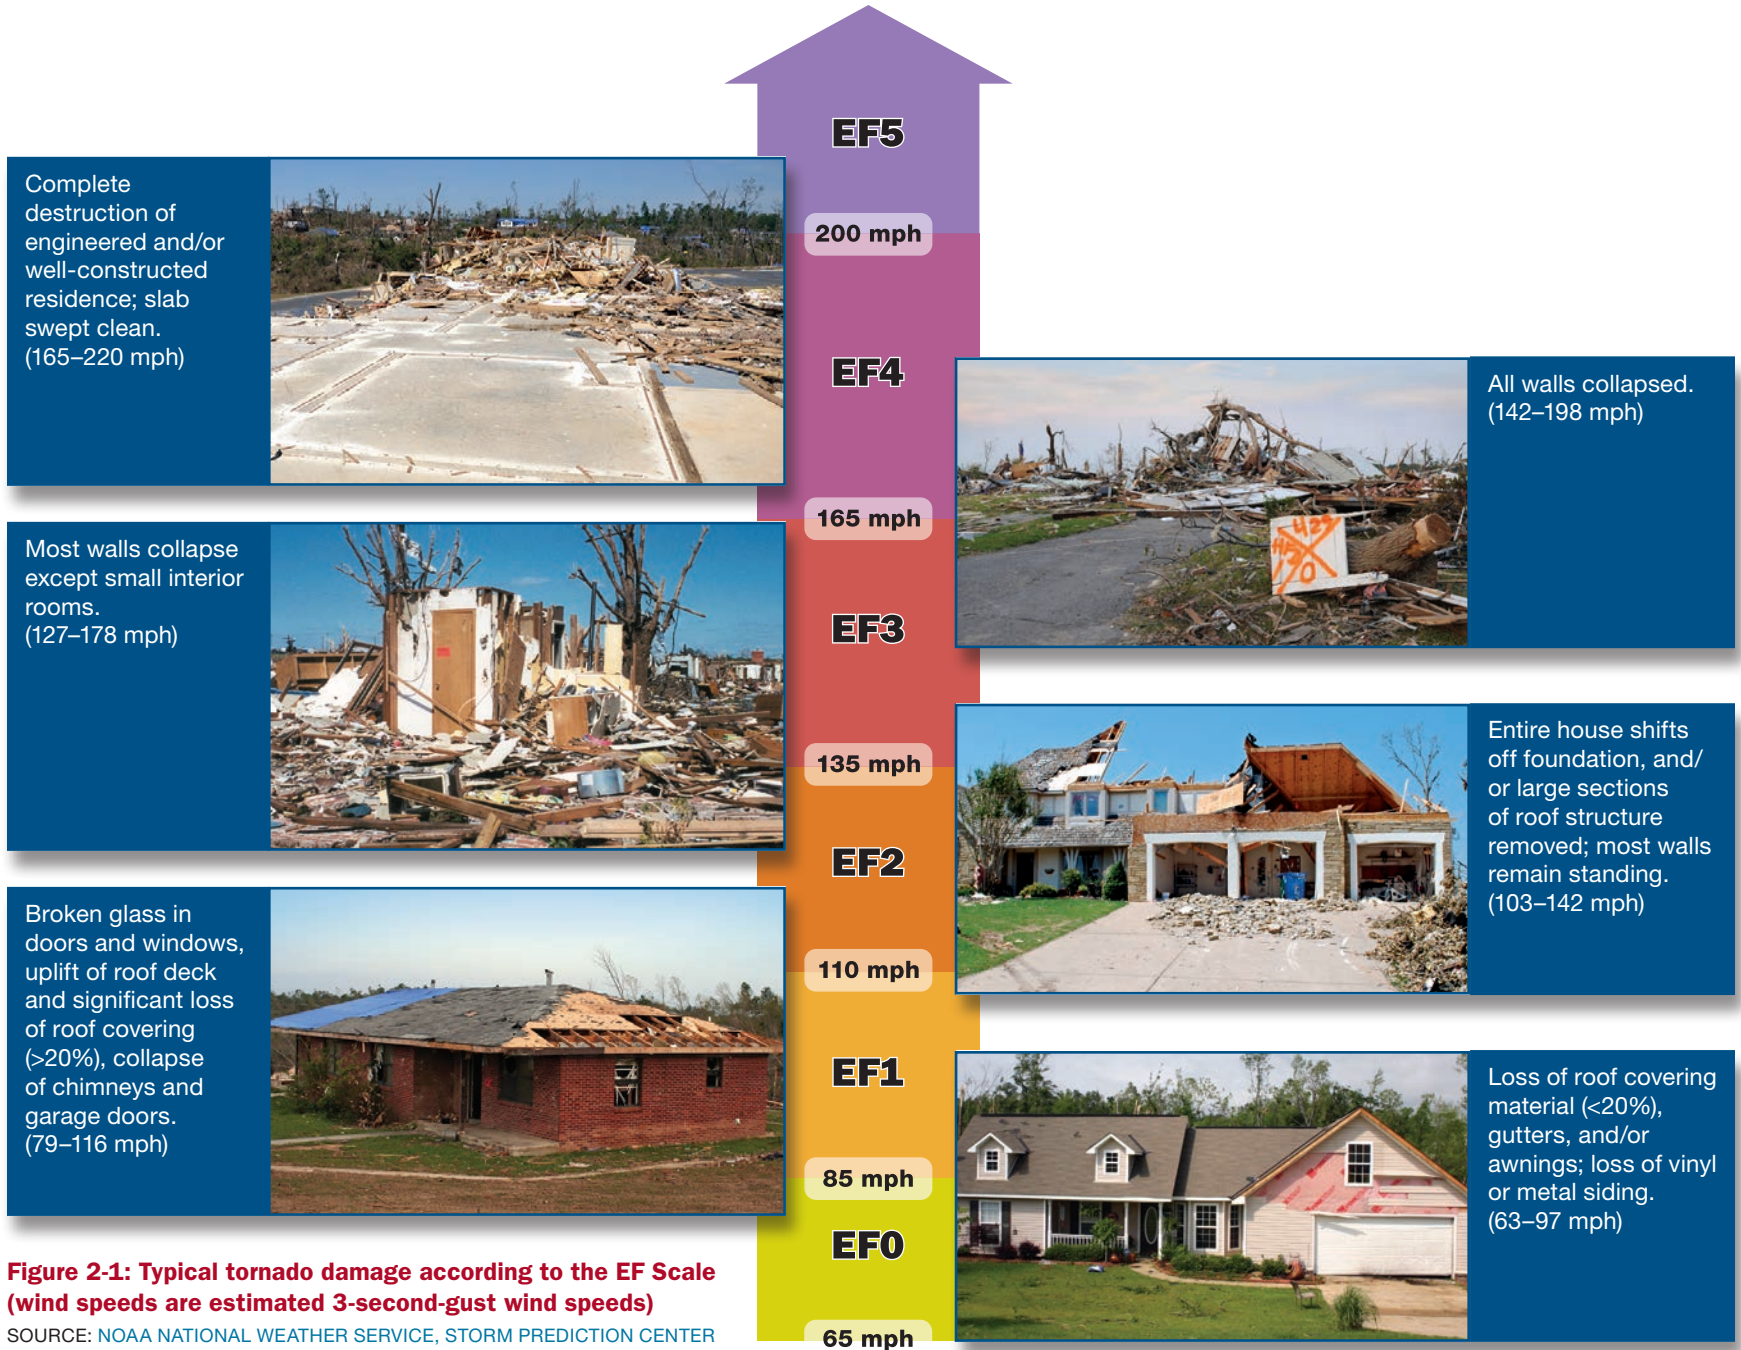 EF5
200 mph
EF4
165 mph
EF3
135 mph
EF2
110 mph
EF1
85 mph
EF0
65 mph
Complete
destruction of
engineered and/or
well-constructed
residence; slab
swept clean.
(165–220 mph)
All walls collapsed.
(142–198 mph)
Most walls collapse
except small interior
rooms.
(127–178 mph)
Entire house shifts
off foundation, and/
or large sections
of roof structure
removed; most walls
remain standing.
(103–142 mph)
Broken glass in
doors and windows,
uplift of roof deck
and significant loss
of roof covering
(>20%), collapse
of chimneys and
garage doors.
(79–116 mph)
Loss of roof covering
material (<20%),
gutters, and/or
awnings; loss of vinyl
or metal siding.
(63–97 mph)
Figure 2-1: Typical tornado damage according to the EF Scale
(wind speeds are estimated 3-second-gust wind speeds)
SOURCE: NOAA NATIONAL WEATHER SERVICE, STORM PREDICTION CENTER